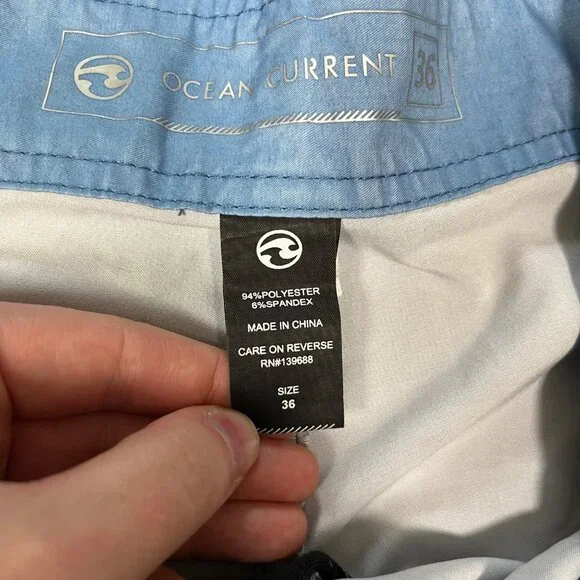 OCEAN CURRENT 36
94%POLYESTER
6%SPANDEX
MADE IN CHINA
CARE ON REVERSE
RN#139688
SIZE
36